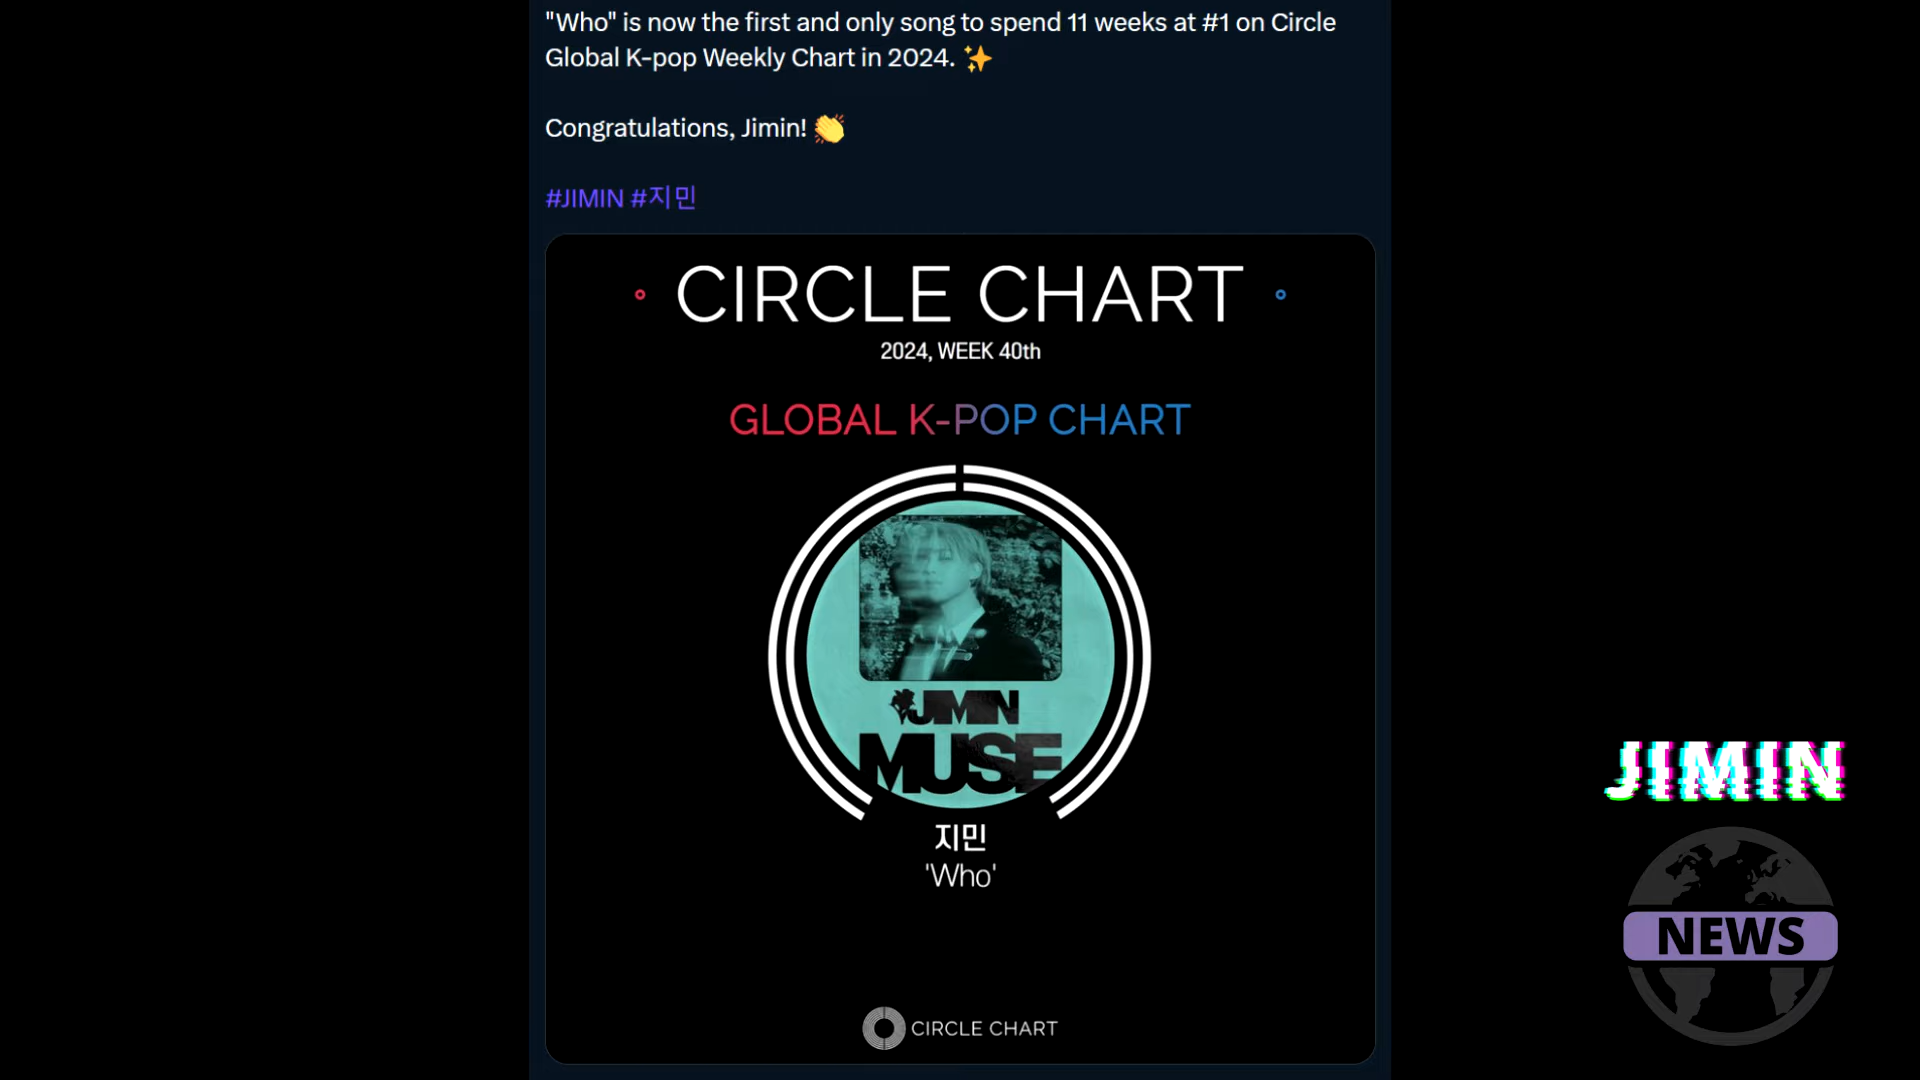 "Who" is now the first and only song to spend 11 weeks at #1 on Circle
Global K-pop Weekly Chart in 2024. ✨
Congratulations, Jimin! 👏
#JIMIN #지민
CIRCLE CHART
2024, WEEK 40th
GLOBAL K-POP CHART
JIMIN
MUSE
지민
'Who'
CIRCLE CHART
JIMIN
NEWS